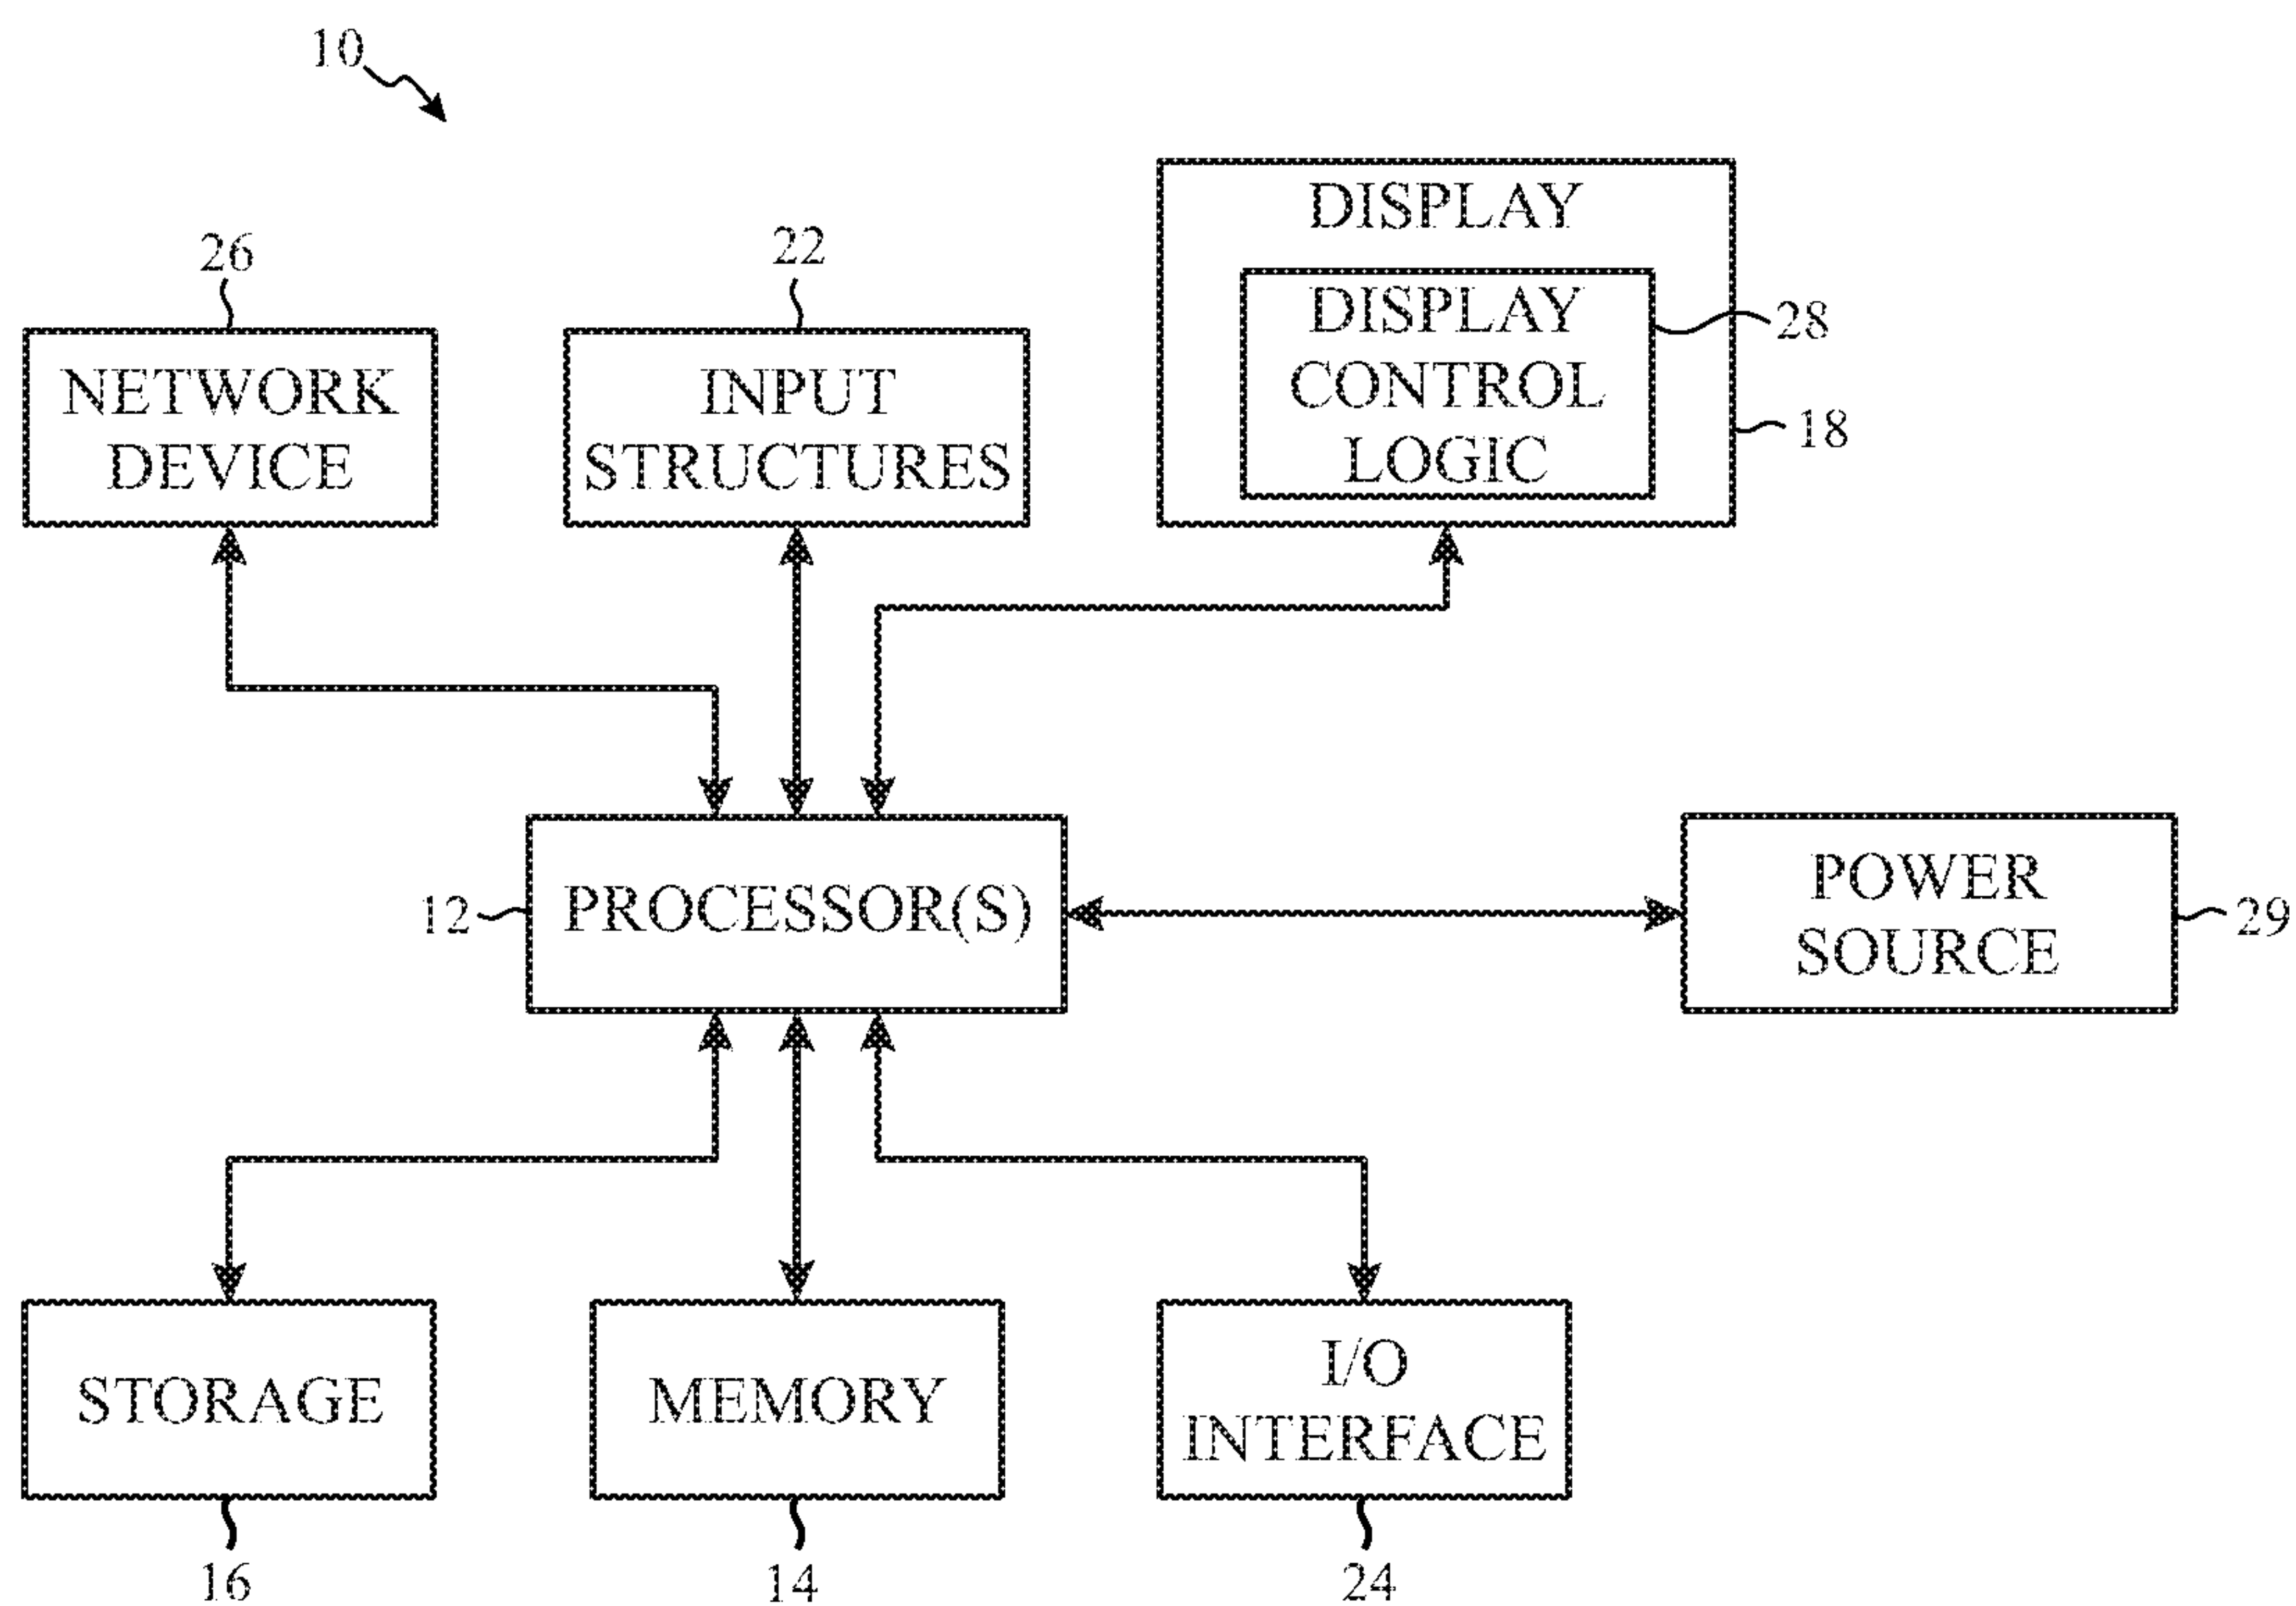 10
26
22
DISPLAY
DISPLAY
CONTROL
LOGIC
28
18
NETWORK
DEVICE
INPUT
STRUCTURES
12
PROCESSOR(S)
POWER
SOURCE
29
STORAGE
MEMORY
I/O
INTERFACE
16
14
24